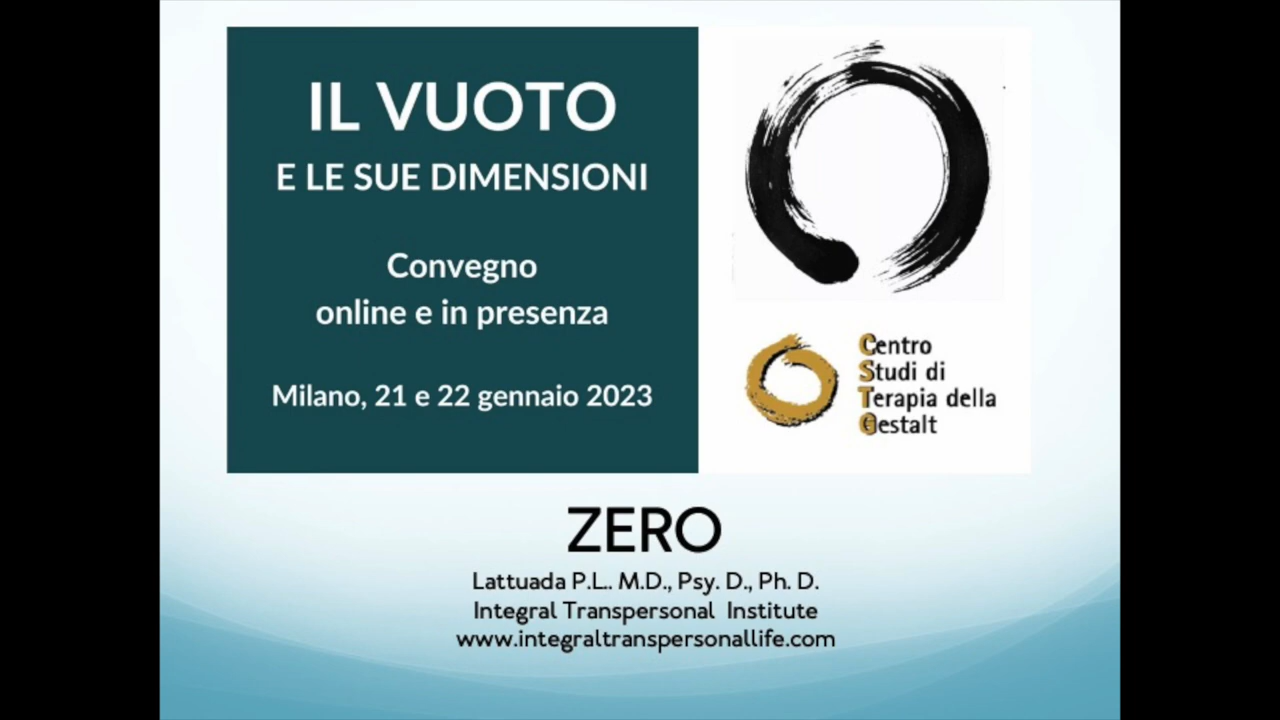 IL VUOTO
E LE SUE DIMENSIONI
Convegno
online e in presenza
Milano, 21 e 22 gennaio 2023
Centro
Studi di
Terapia della
Gestalt
ZERO
Lattuada P.L.. M.D., Psy. D., Ph. D.
Integral Transpersonal Institute
www.integraltranspersonallife.com